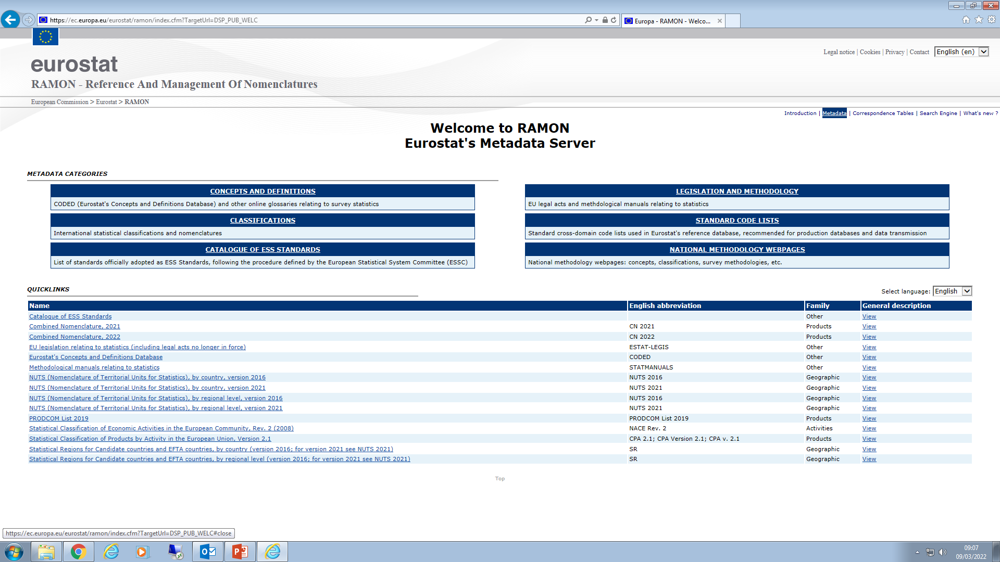 https://ec.europa.eu/eurostat/ramon/index.cfm?TargetUrl=DSP_PUB_WELC
Europa - RAMON - Welco...
Legal notice | Cookies | Privacy | Contact English (en)
eurostat
RAMON - Reference And Management Of Nomenclatures
European Commission > Eurostat > RAMON
Introduction | Metadata | Correspondence Tables | Search Engine | What's new ?
Welcome to RAMON
Eurostat's Metadata Server
METADATA CATEGORIES
CONCEPTS AND DEFINITIONS
CODED (Eurostat's Concepts and Definitions Database) and other online glossaries relating to survey statistics
LEGISLATION AND METHODOLOGY
EU legal acts and methdological manuals relating to statistics
CLASSIFICATIONS
International statistical classifications and nomenclatures
STANDARD CODE LISTS
Standard cross-domain code lists used in Eurostat's reference database, recommended for production databases and data transmission
CATALOGUE OF ESS STANDARDS
List of standards officially adopted as ESS Standards, following the procedure defined by the European Statistical System Committee (ESSC)
NATIONAL METHODOLOGY WEBPAGES
National methodology webpages: concepts, classifications, survey methodologies, etc.
QUICKLINKS
Select language: English
Name English abbreviation Family General description
Catalogue of ESS Standards Other View
Combined Nomenclature, 2021 CN 2021 Products View
Combined Nomenclature, 2022 CN 2022 Products View
EU legislation relating to statistics (including legal acts no longer in force) ESTAT-LEGIS Other View
Eurostat's Concepts and Definitions Database CODED Other View
Methodological manuals relating to statistics STATMANUALS Other View
NUTS (Nomenclature of Territorial Units for Statistics), by country, version 2016 NUTS 2016 Geographic View
NUTS (Nomenclature of Territorial Units for Statistics), by country, version 2021 NUTS 2021 Geographic View
NUTS (Nomenclature of Territorial Units for Statistics), by regional level, version 2016 NUTS 2016 Geographic View
NUTS (Nomenclature of Territorial Units for Statistics), by regional level, version 2021 NUTS 2021 Geographic View
PRODCOM List 2019 PRODCOM List 2019 Products View
Statistical Classification of Economic Activities in the European Community, Rev. 2 (2008) NACE Rev. 2 Activities View
Statistical Classification of Products by Activity in the European Union, Version 2.1 CPA 2.1; CPA Version 2.1; CPA v. 2.1 Products View
Statistical Regions for Candidate countries and EFTA countries, by country (version 2016; for version 2021 see NUTS 2021) SR Geographic View
Statistical Regions for Candidate countries and EFTA countries, by regional level (version 2016; for version 2021 see NUTS 2021) SR Geographic View
Top
https://ec.europa.eu/eurostat/ramon/index.cfm?TargetUrl=DSP_PUB_WELC#close
09:07
09/03/2022